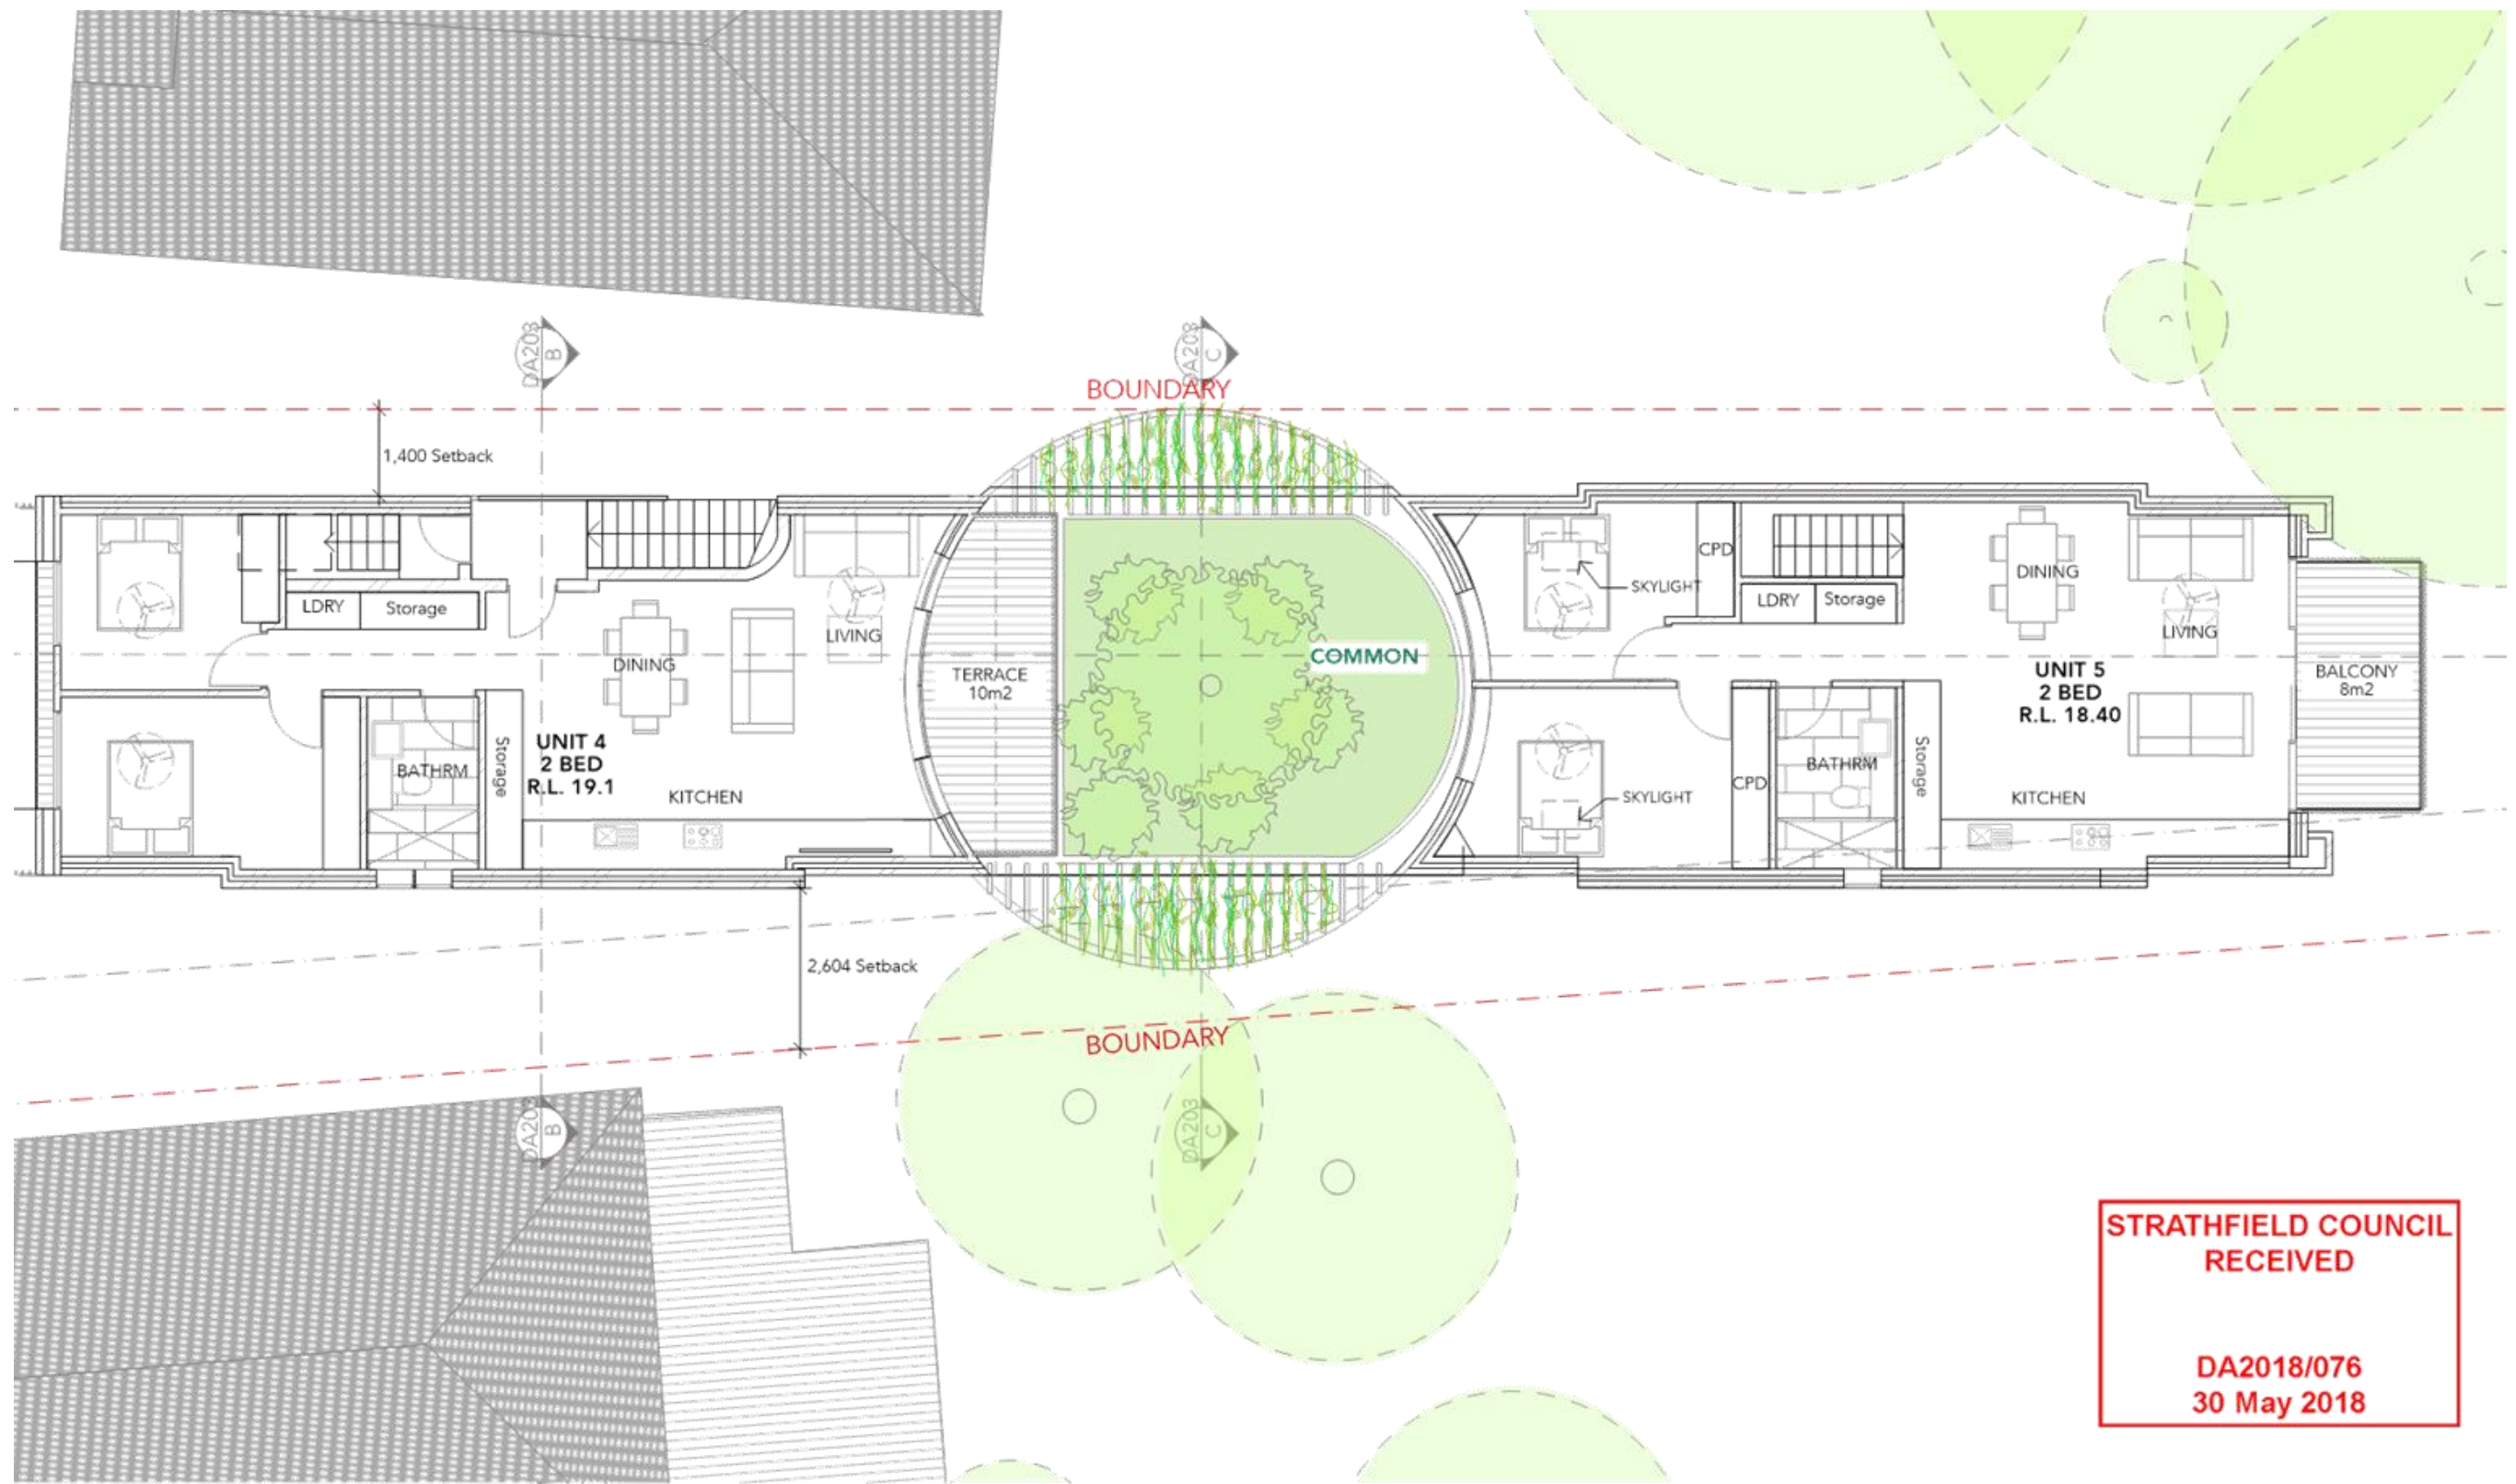 DA203
B
DA203
C
BOUNDARY
1,400 Setback
CPD
SKYLIGHT
LDRY
Storage
LDRY
Storage
DINING
LIVING
LIVING
DINING
TERRACE
10m2
COMMON
UNIT 5
2 BED
R.L. 18.40
BALCONY
8m2
UNIT 4
2 BED
R.L. 19.1
BATHRM
Storage
KITCHEN
SKYLIGHT
CPD
BATHRM
Storage
KITCHEN
2,604 Setback
BOUNDARY
DA203
B
DA203
C
STRATHFIELD COUNCIL
RECEIVED
DA2018/076
30 May 2018